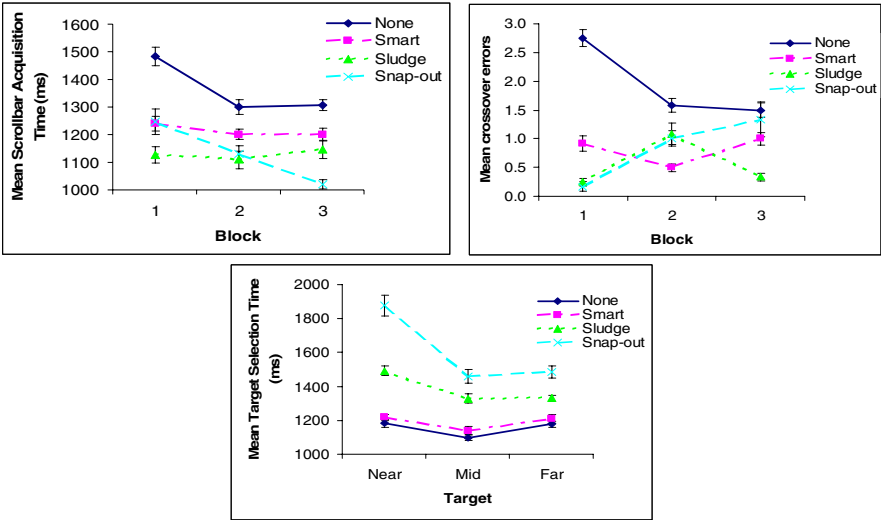 Mean Scrollbar Acquisition
Time (ms)
1600
1500
1400
1300
1200
1100
1000
1
2
3
Block
None
Smart
Sludge
Snap-out
Mean crossover errors
3.0
2.5
2.0
1.5
1.0
0.5
0.0
1
2
3
Block
None
Smart
Sludge
Snap-out
Mean Target Selection Time
(ms)
2000
1800
1600
1400
1200
1000
Near
Mid
Far
Target
None
Smart
Sludge
Snap-out